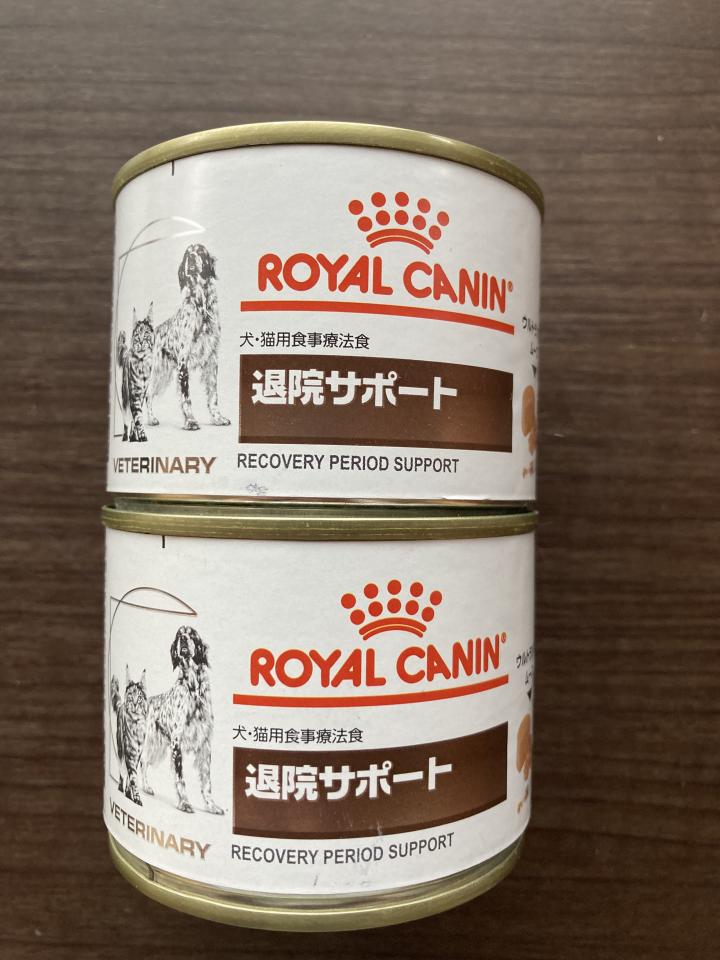 ROYAL CANIN®
犬・猫用食事療法食
退院サポート
VETERINARY
RECOVERY PERIOD SUPPORT
ROYAL CANIN®
犬・猫用食事療法食
退院サポート
VETERINARY
RECOVERY PERIOD SUPPORT